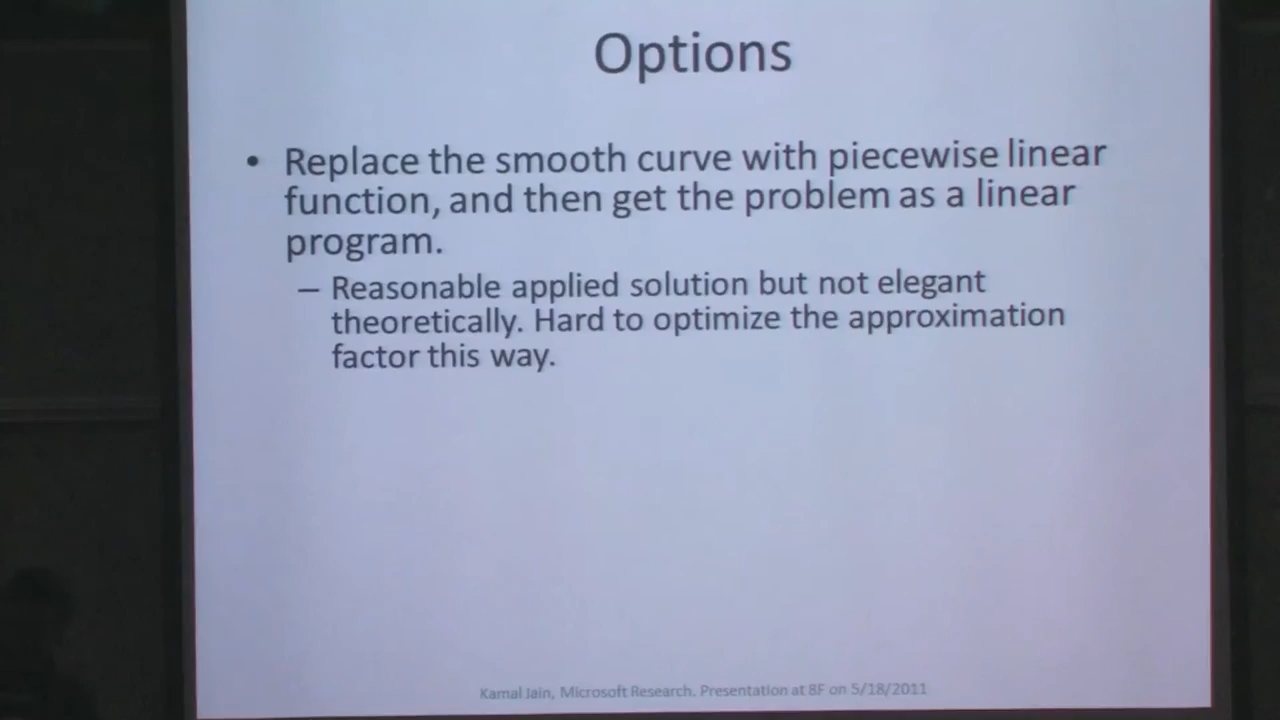 Options
• Replace the smooth curve with piecewise linear
function, and then get the problem as a linear
program.
– Reasonable applied solution but not elegant
theoretically. Hard to optimize the approximation
factor this way.
Kamal Jain, Microsoft Research. Presentation at 8F on 5/18/2011